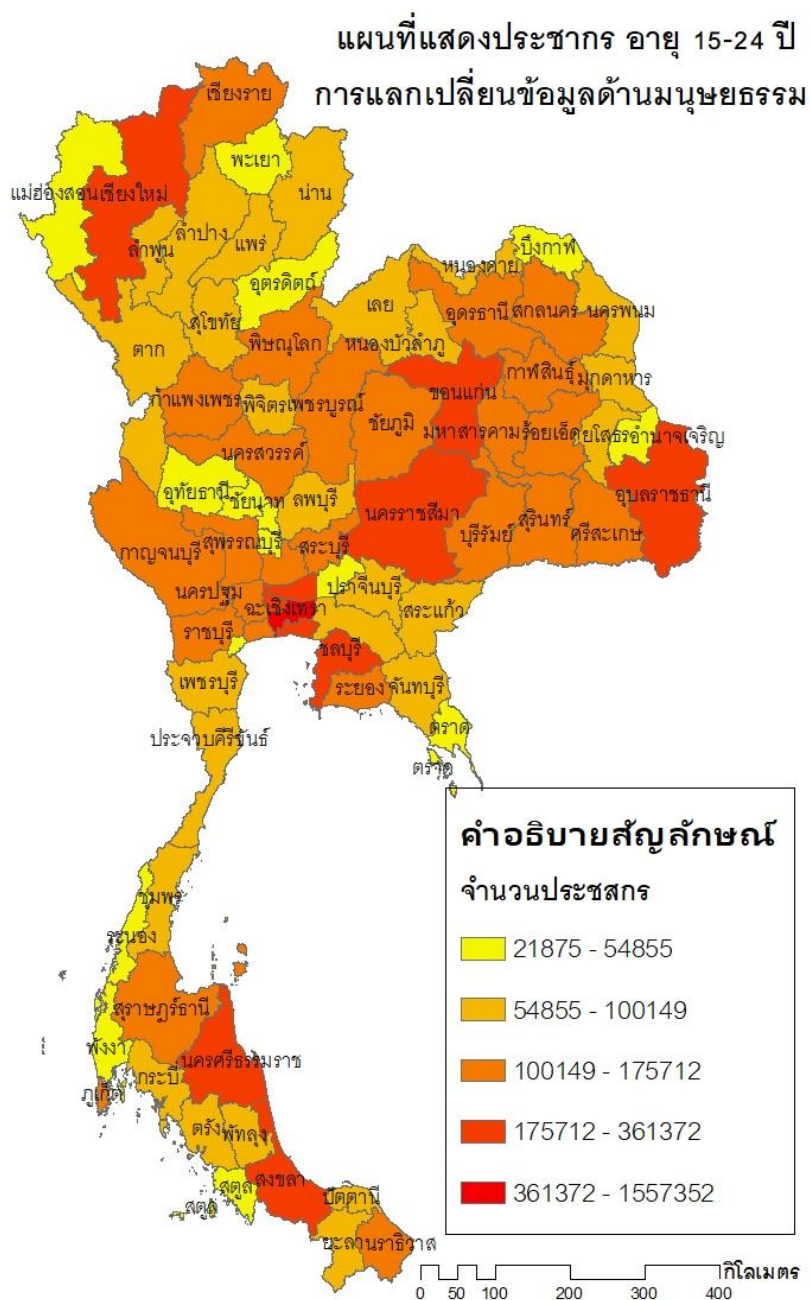 แผนที่แสดงประชากร อายุ 15-24 ปี
การแลกเปลี่ยนข้อมูลด้านมนุษยธรรม
เชียงราย
พะเยา
แม่ฮ่องสอน
เชียงใหม่
น่าน
ลำปาง
ลำพูน
แพร่
บึงกาฬ
หนองคาย
อุตรดิตถ์
เลย
อุดรธานี
สกลนคร
นครพนม
สุโขทัย
ตาก
พิษณุโลก
หนองบัวลำภู
ขอนแก่น
กาฬสินธุ์
มุกดาหาร
กำแพงเพชร
พิจิตร
เพชรบูรณ์
ชัยภูมิ
มหาสารคาม
ร้อยเอ็ด
ยโสธร
อำนาจเจริญ
นครสวรรค์
อุทัยธานี
ชัยนาท
ลพบุรี
นครราชสีมา
อุบลราชธานี
กาญจนบุรี
สุพรรณบุรี
สระบุรี
บุรีรัมย์
สุรินทร์
ศรีสะเกษ
นครปฐม
ปราจีนบุรี
ฉะเชิงเทรา
สระแก้ว
ราชบุรี
ชลบุรี
เพชรบุรี
ระยอง
จันทบุรี
ประจวบคีรีขันธ์
ตราด
ตราด
ชุมพร
ระนอง
สุราษฎร์ธานี
พังงา
นครศรีธรรมราช
กระบี่
ภูเก็ต
ตรัง
พัทลุง
สตูล
สงขลา
สตูล
ปัตตานี
ยะลา
นราธิวาส
คำอธิบายสัญลักษณ์
จำนวนประชสกร
21875 - 54855
54855 - 100149
100149 - 175712
175712 - 361372
361372 - 1557352
กิโลเมตร
0 50 100 200 300 400